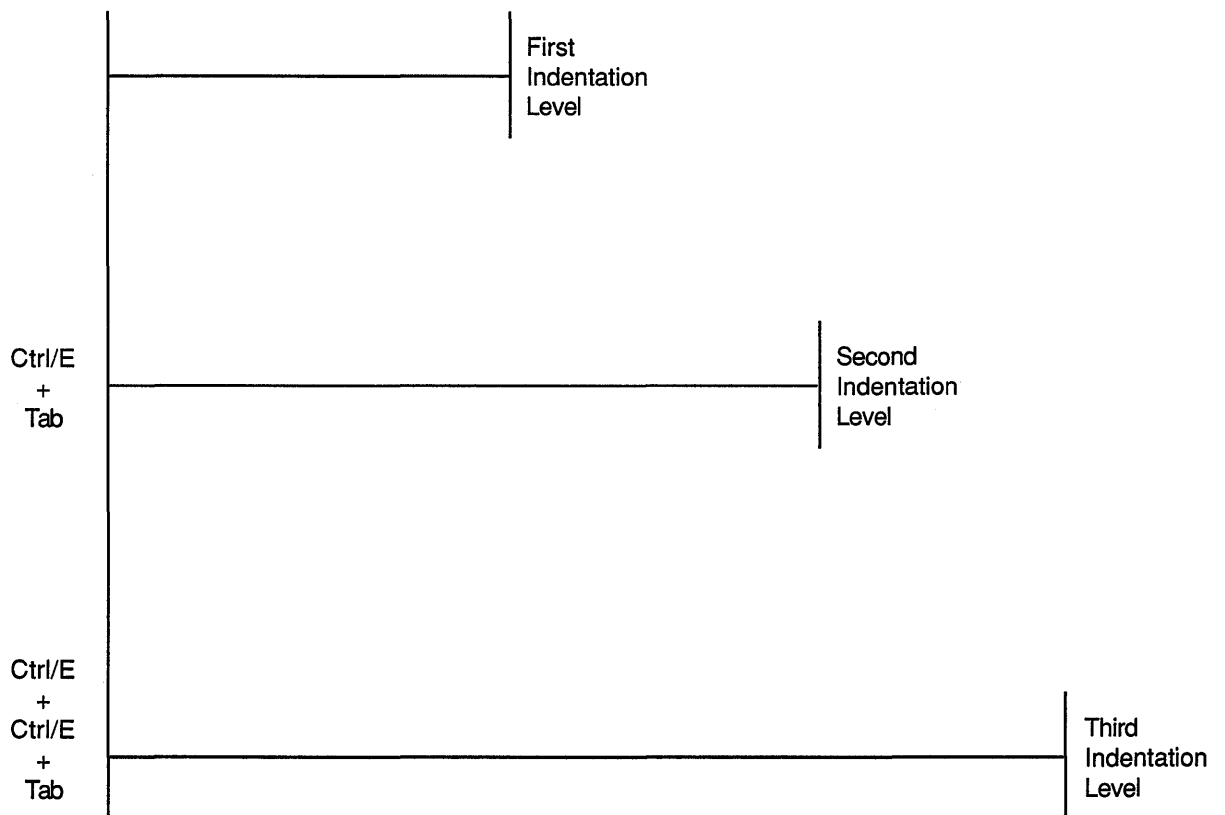 First
Indentation
Level
Ctrl/E
+
Tab
Second
Indentation
Level
Ctrl/E
+
Ctrl/E
+
Tab
Third
Indentation
Level